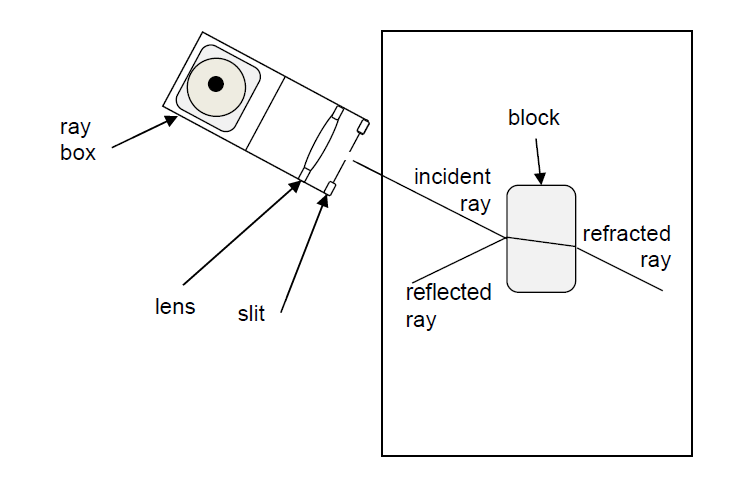 ray
box
lens
slit
block
incident
ray
refracted
ray
reflected
ray